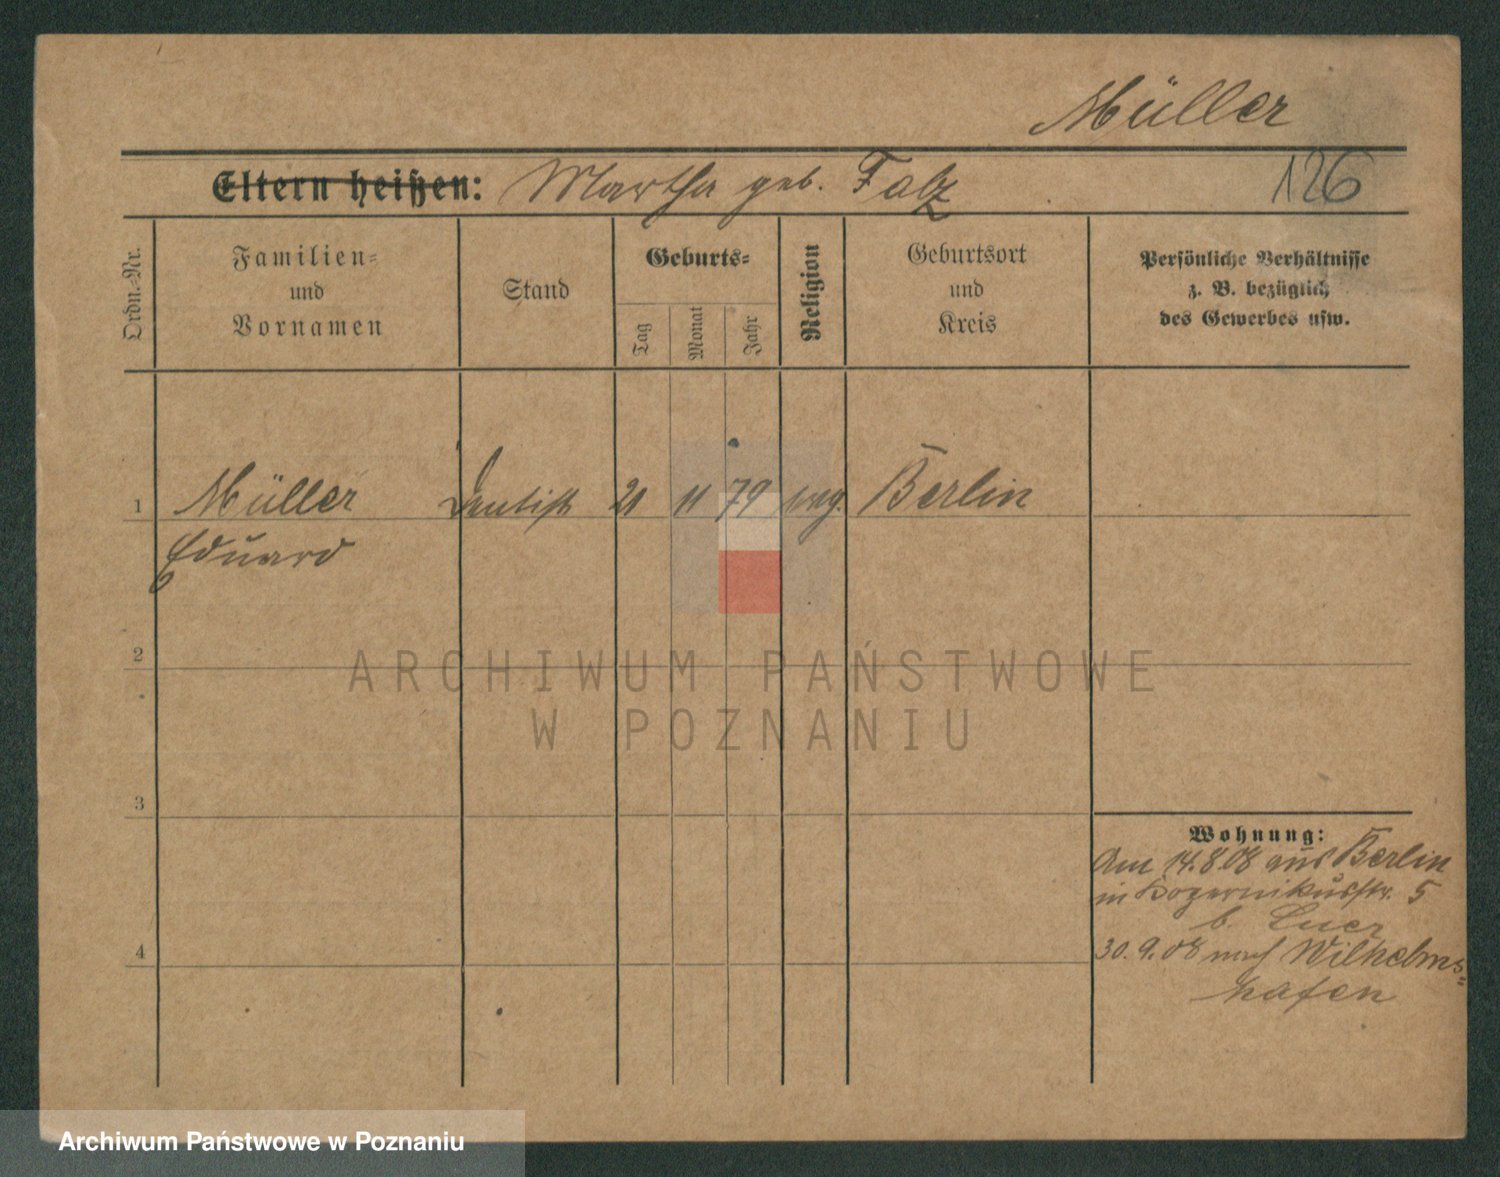 Müller
126
Eltern heißen: Martha geb. Falz
Ordn.-Nr.
Familien-
und
Vornamen
Stand
Geburts-
Tag
Monat
Jahr
Religion
Geburtsort
und
Kreis
Persönliche Verhältnisse
z. B. bezüglich
des Gewerbes usw.
1 Müller Dentist 21 11 79 Berlin
Eduard
2
3
4
Wohnung:
Am 14.8.08 aus Berlin
in Kopernikusstr. 5
b.
30.9.08 nach Wilhelms-
hafen
ARCHIWUM PAŃSTWOWE
W POZNANIU
Archiwum Państwowe w Poznaniu